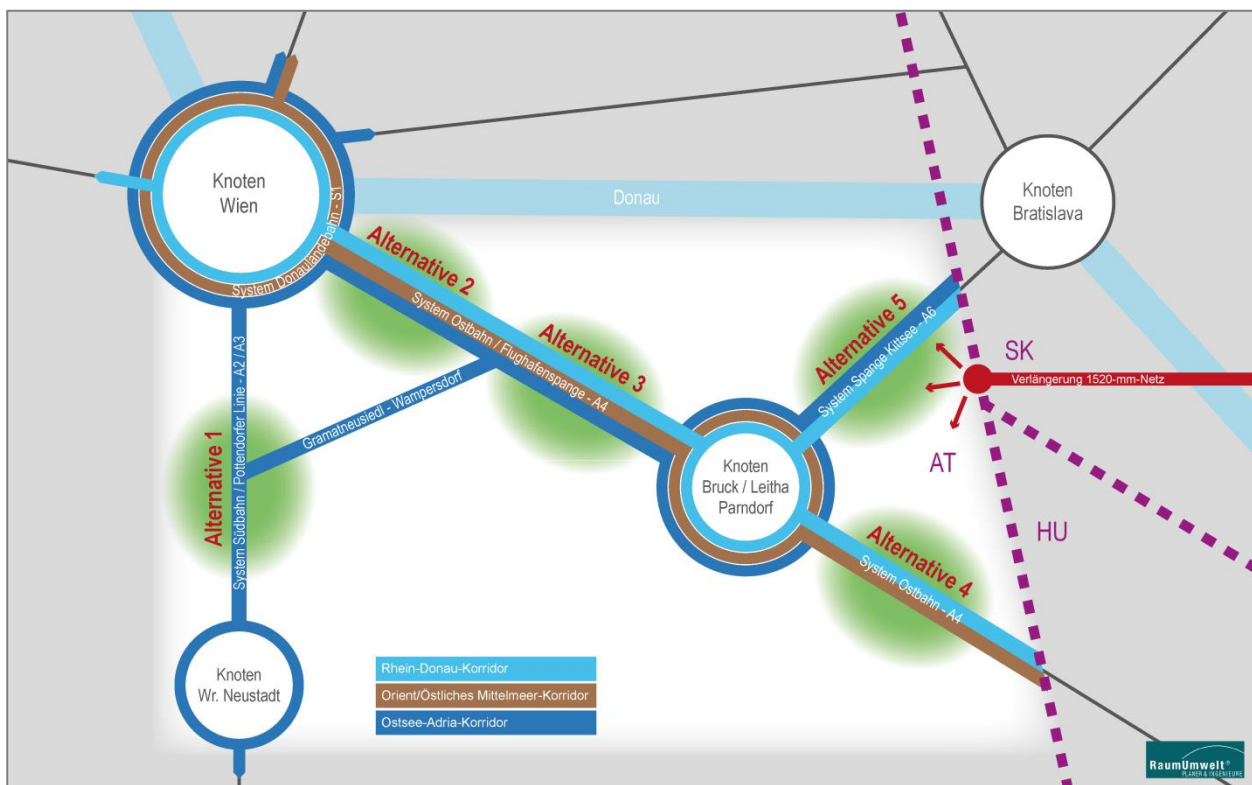 Knoten
Wien
System Donauländebahn - S1
Donau
Knoten
Bratislava
Alternative 2
System Ostbahn / Flughafenspange - A4
Alternative 3
Alternative 5
System Spange Kittsee - A6
SK
Verlängerung 1520-mm-Netz
Alternative 1
System Südbahn / Pottendorfer Linie - A2 / A3
Gramatneusiedl - Wampersdorf
Knoten
Bruck / Leitha
Parndorf
AT
HU
Alternative 4
System Ostbahn - A4
Knoten
Wr. Neustadt
Rhein-Donau-Korridor
Orient/Östliches Mittelmeer-Korridor
Ostsee-Adria-Korridor
RaumUmwelt®
PLANER & INGENIEURE